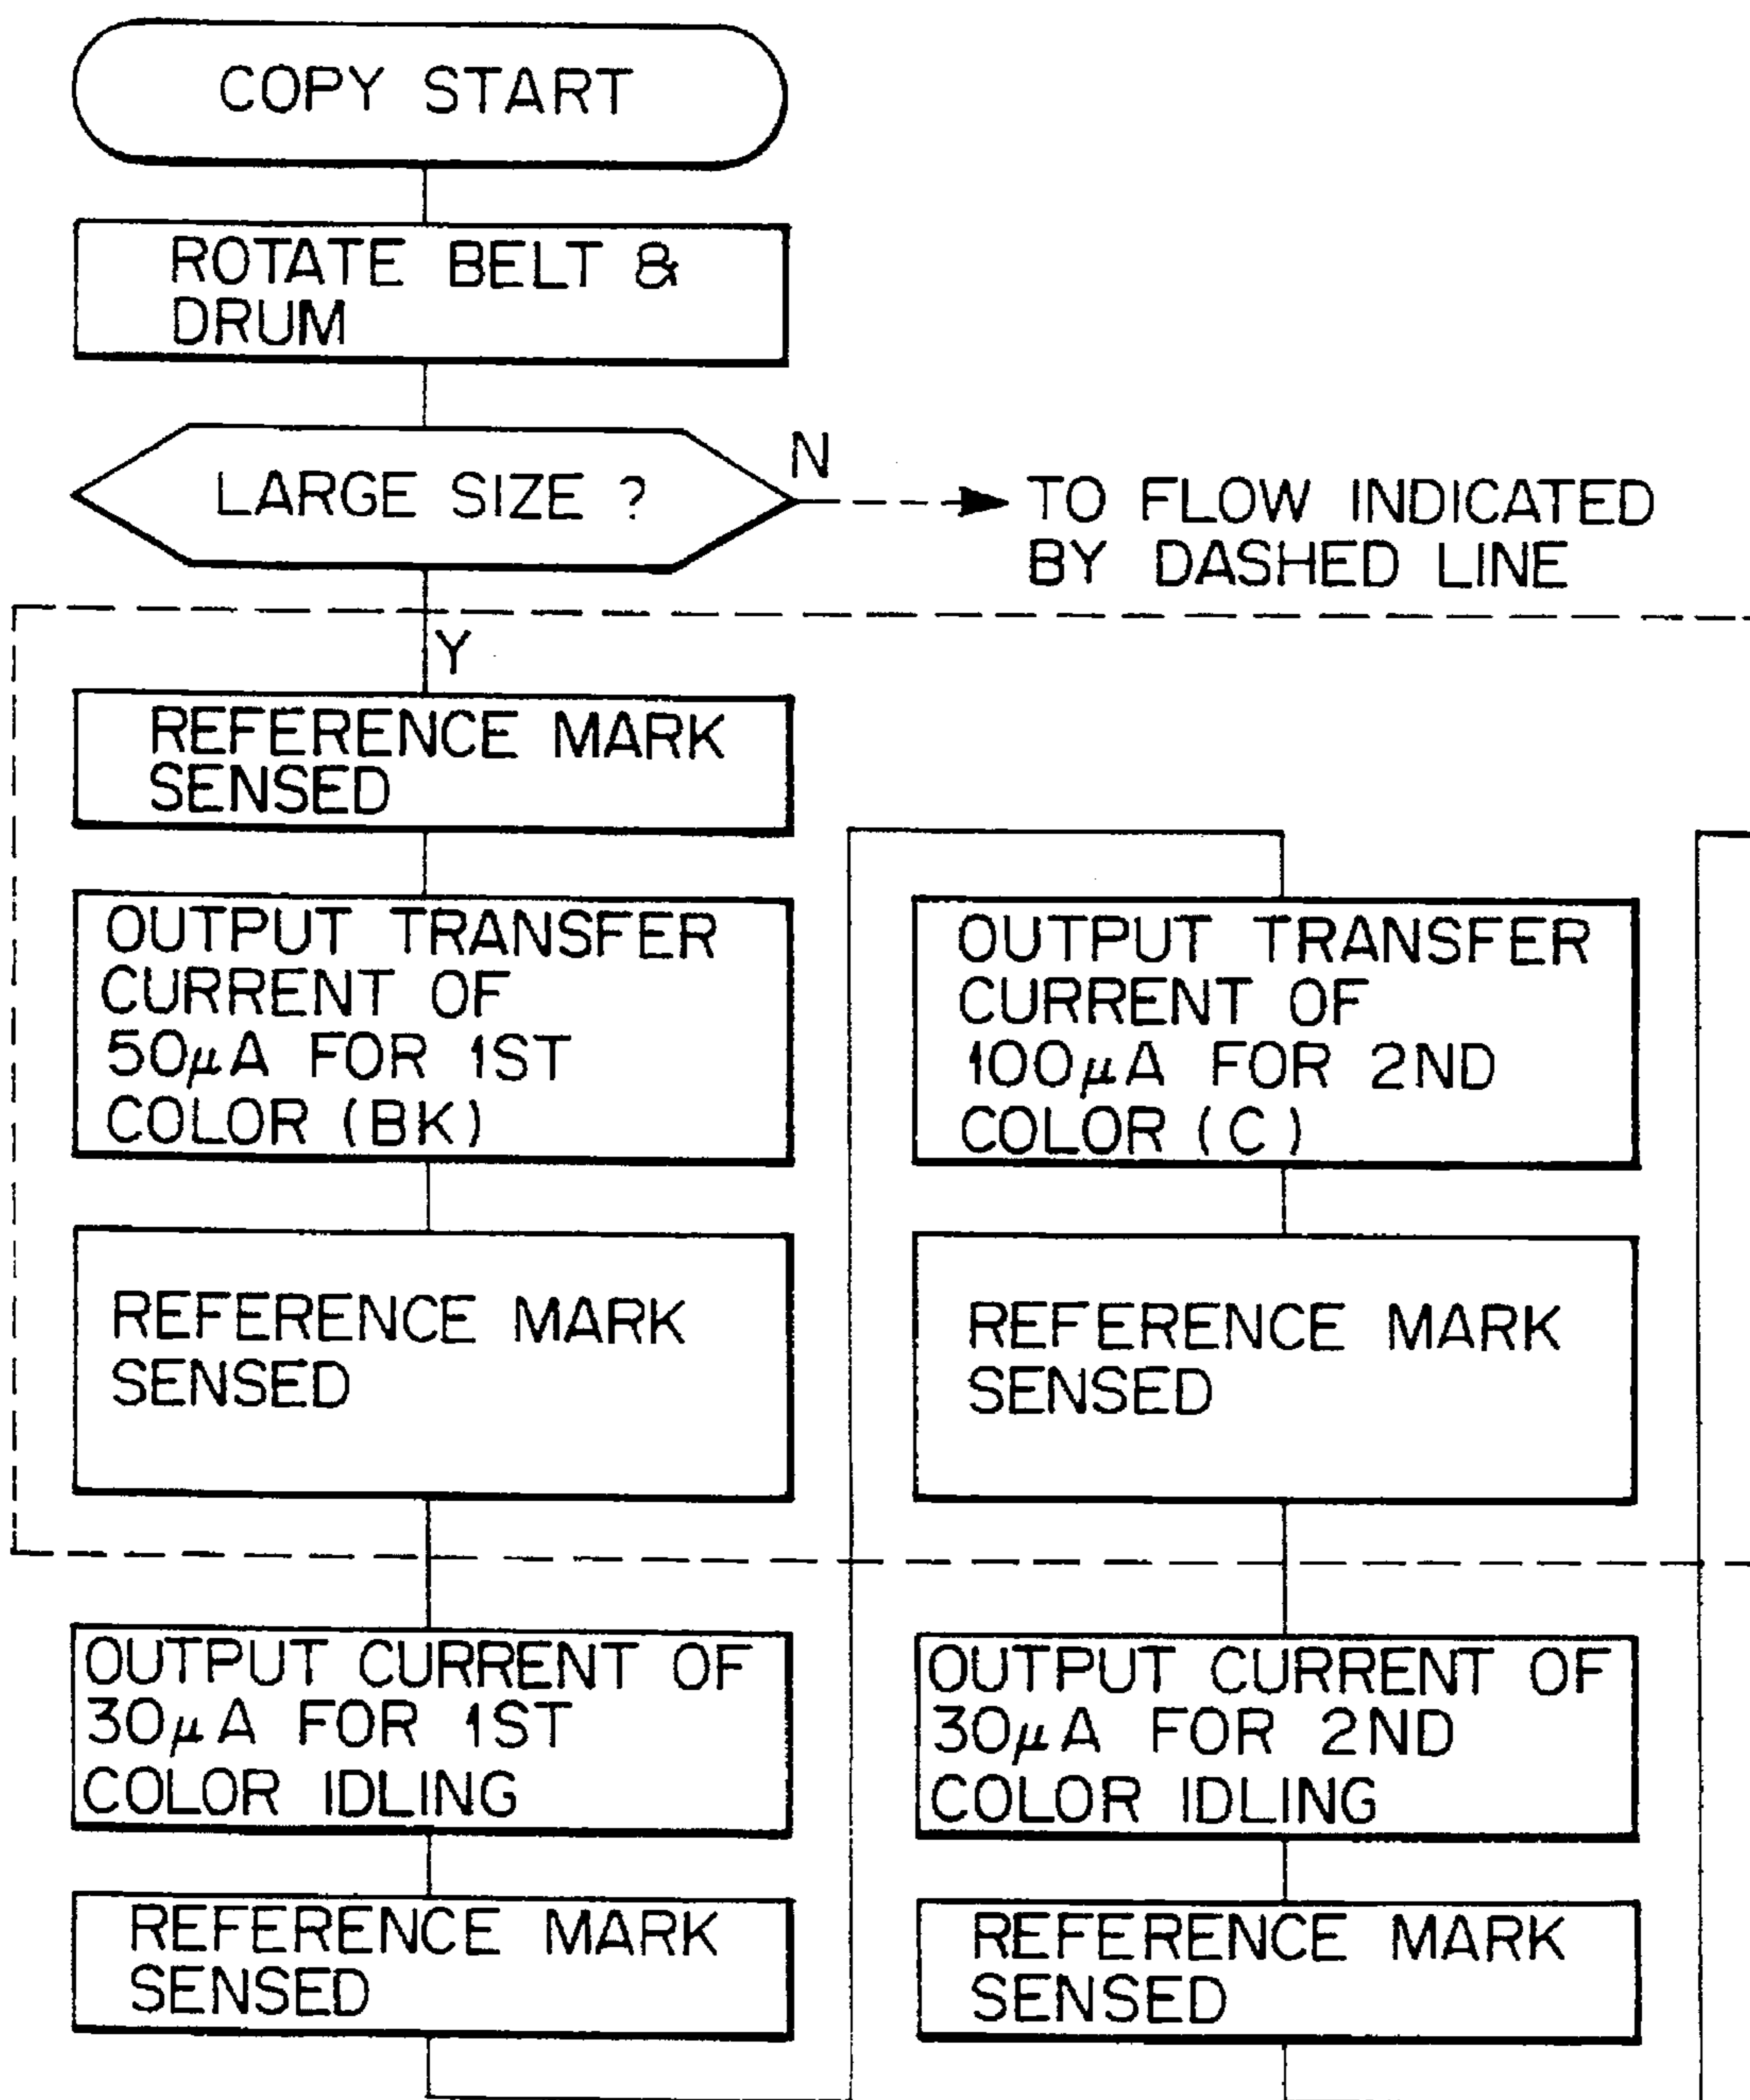 COPY START
ROTATE BELT &
DRUM
LARGE SIZE ?
N
TO FLOW INDICATED
BY DASHED LINE
Y
REFERENCE MARK
SENSED
OUTPUT TRANSFER
CURRENT OF
50μA FOR 1ST
COLOR (BK)
REFERENCE MARK
SENSED
OUTPUT CURRENT OF
30μA FOR 1ST
COLOR IDLING
REFERENCE MARK
SENSED
OUTPUT TRANSFER
CURRENT OF
100μA FOR 2ND
COLOR (C)
REFERENCE MARK
SENSED
OUTPUT CURRENT OF
30μA FOR 2ND
COLOR IDLING
REFERENCE MARK
SENSED